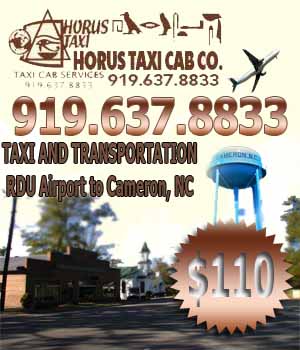 HORUS
TAXI
TAXI CAB SERVICES
919.637.8833
HORUS TAXI CAB CO.
919.637.8833
919.637.8833
TAXI AND TRANSPORTATION
RDU Airport to Cameron, NC
MERON, N.C.
$110